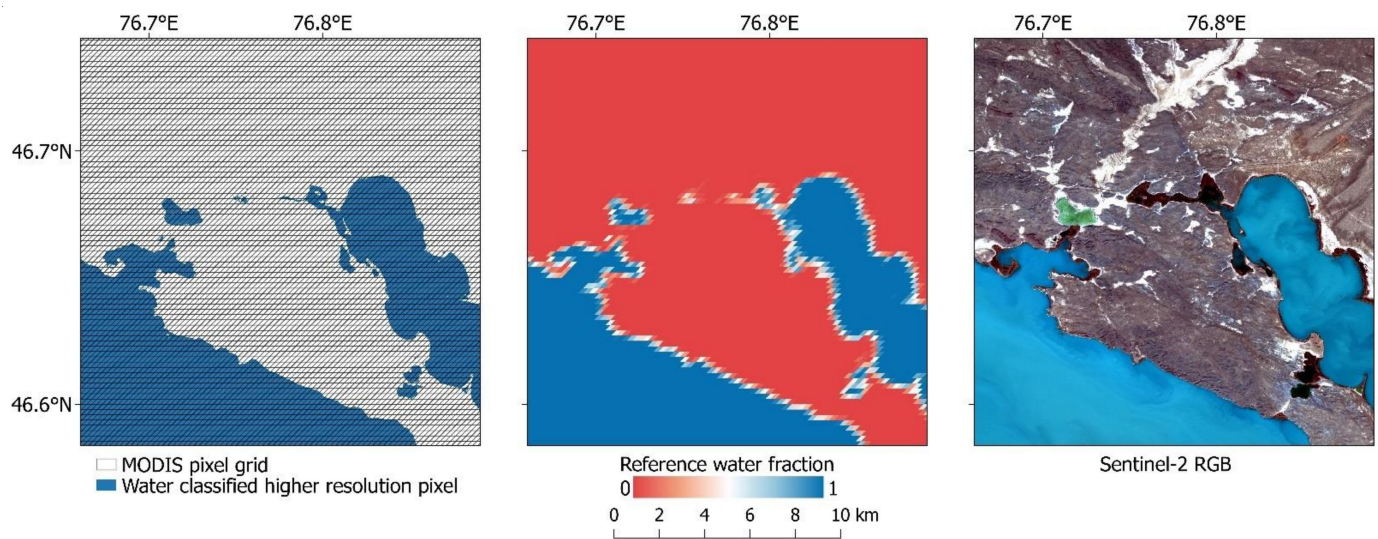 76.7°E 76.8°E 76.7°E 76.8°E 76.7°E 76.8°E
46.7°N
46.6°N
MODIS pixel grid
Water classified higher resolution pixel
Reference water fraction
0 1
0 2 4 6 8 10 km
Sentinel-2 RGB